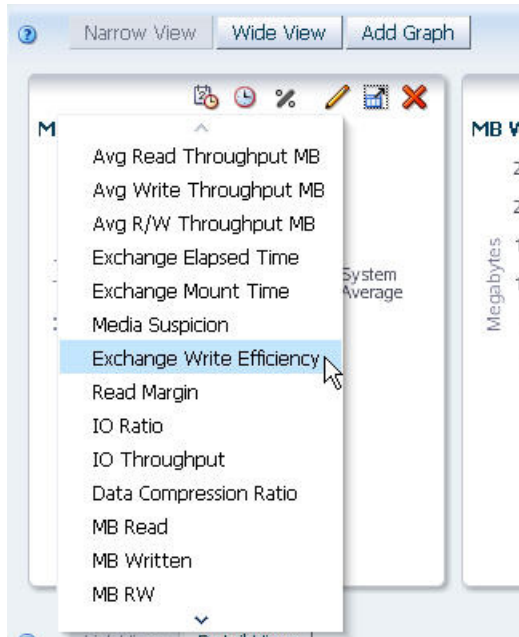 Narrow View Wide View Add Graph
M
MB W
Avg Read Throughput MB
Avg Write Throughput MB
Avg R/W Throughput MB
Exchange Elapsed Time
System
Average
Exchange Mount Time
Media Suspicion
Exchange Write Efficiency
Read Margin
IO Ratio
IO Throughput
Data Compression Ratio
MB Read
MB Written
MB RW
Megabytes